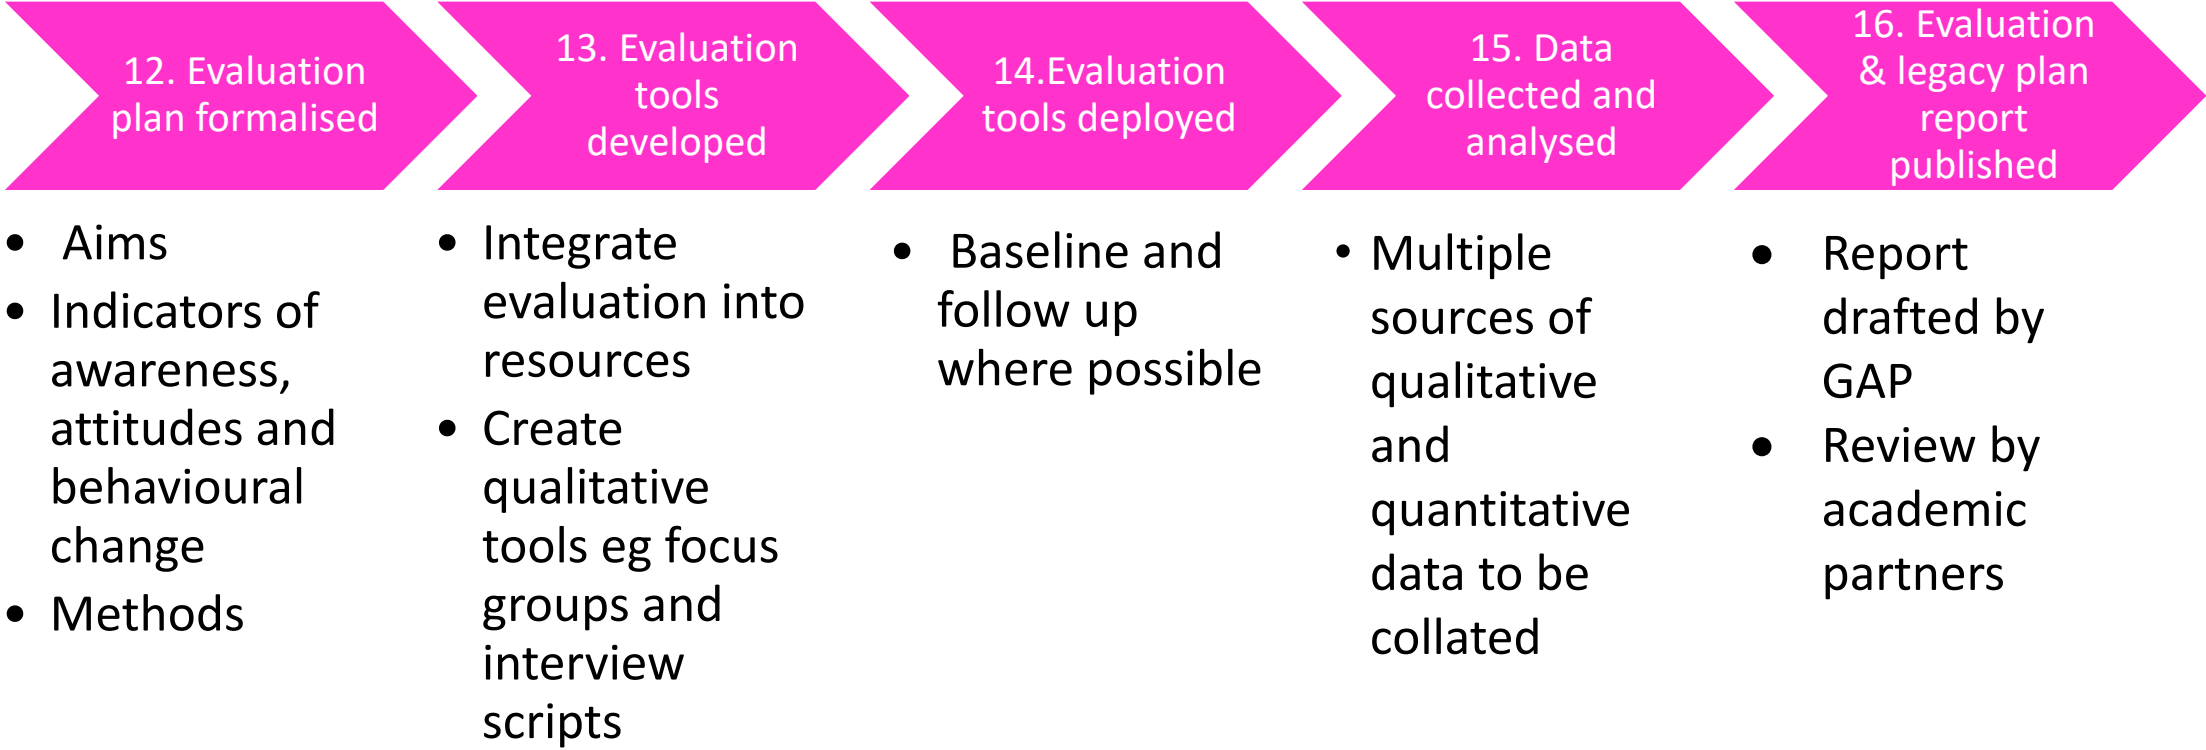 12. Evaluation
plan formalised
13. Evaluation
tools
developed
14.Evaluation
tools deployed
15. Data
collected and
analysed
16. Evaluation
& legacy plan
report
published
• Aims
• Indicators of
awareness,
attitudes and
behavioural
change
• Methods
• Integrate
evaluation into
resources
• Create
qualitative
tools eg focus
groups and
interview
scripts
• Baseline and
follow up
where possible
• Multiple
sources of
qualitative
and
quantitative
data to be
collated
• Report
drafted by
GAP
• Review by
academic
partners